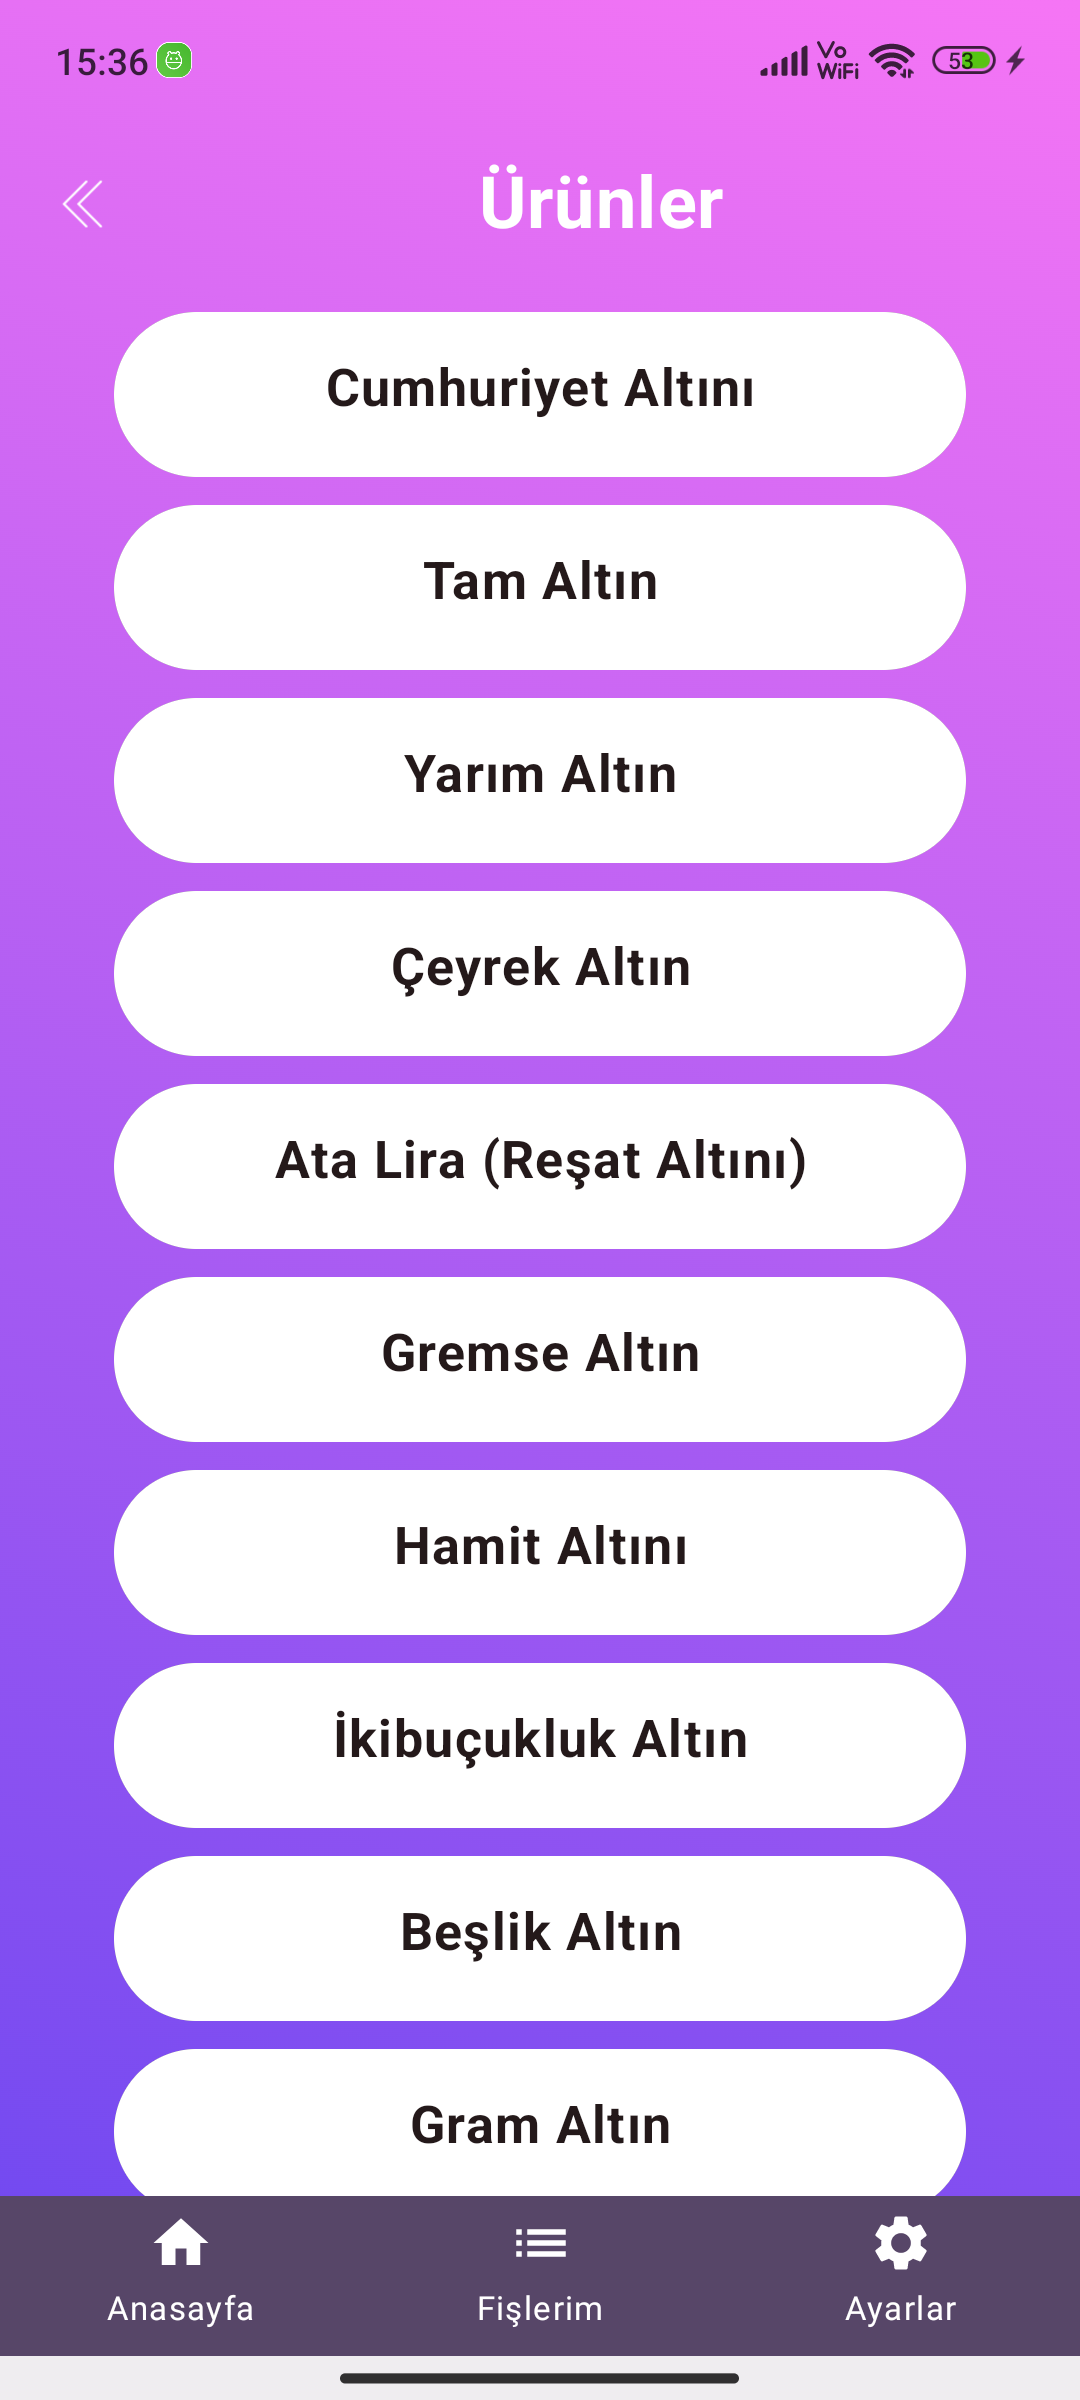 15:36
Vo
WiFi
53
Ürünler
Cumhuriyet Altını
Tam Altın
Yarım Altın
Çeyrek Altın
Ata Lira (Reşat Altını)
Gremse Altın
Hamit Altını
İkibuçukluk Altın
Beşlik Altın
Gram Altın
Anasayfa
Fişlerim
Ayarlar